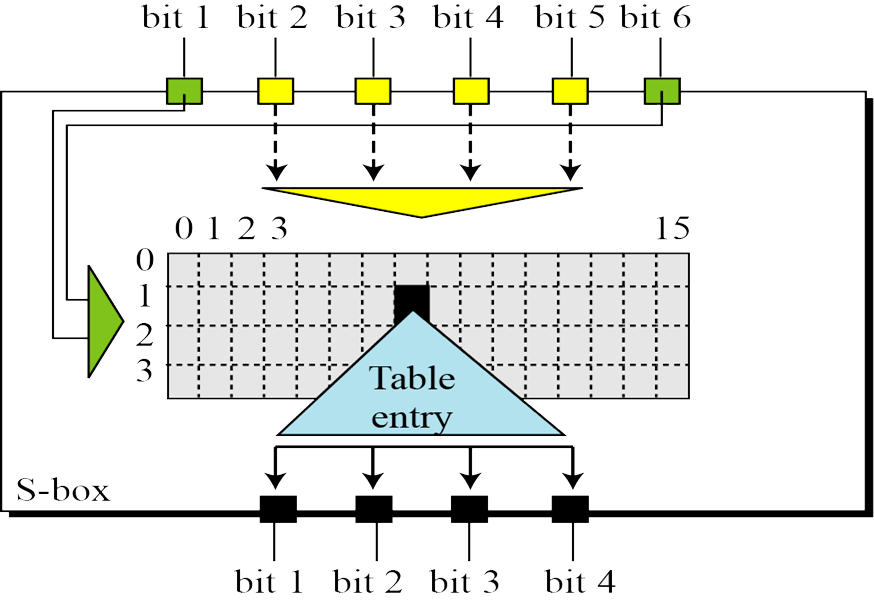 bit 1 bit 2 bit 3 bit 4 bit 5 bit 6
0 1 2 3 15
0
1
2
3
Table
entry
S-box
bit 1 bit 2 bit 3 bit 4